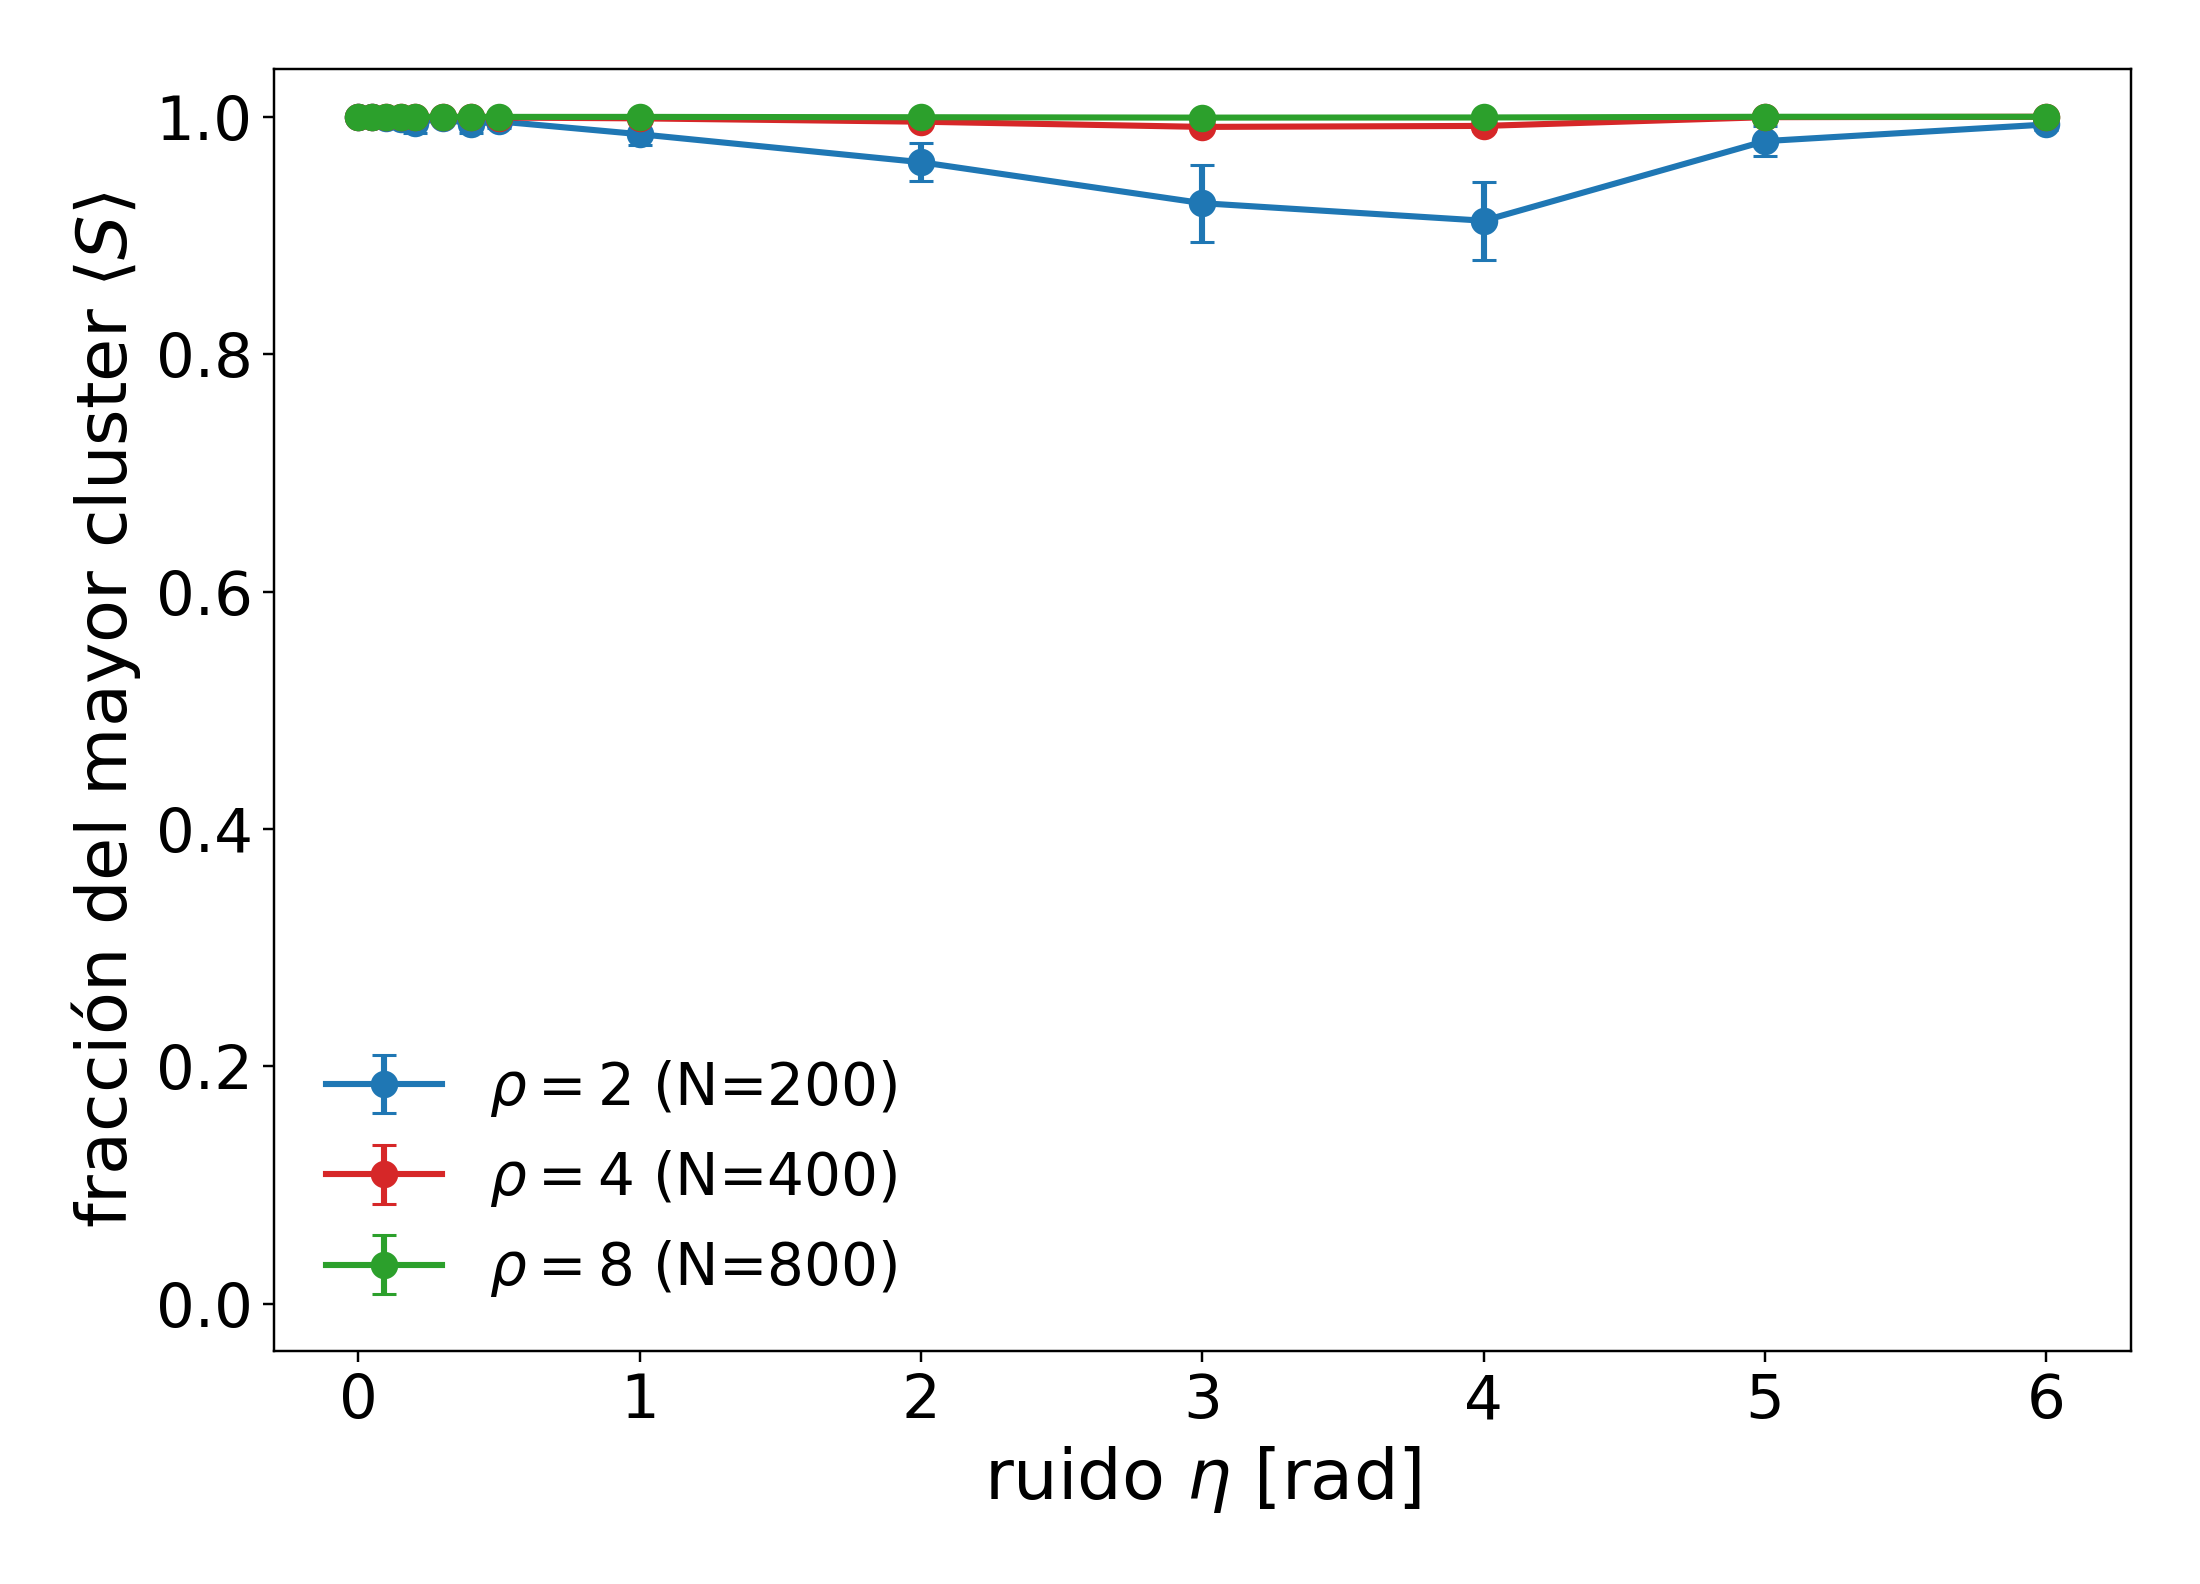 fracción del mayor cluster ⟨S⟩
1.0
0.8
0.6
0.4
0.2
0.0
ρ = 2 (N=200)
ρ = 4 (N=400)
ρ = 8 (N=800)
0 1 2 3 4 5 6
ruido η [rad]